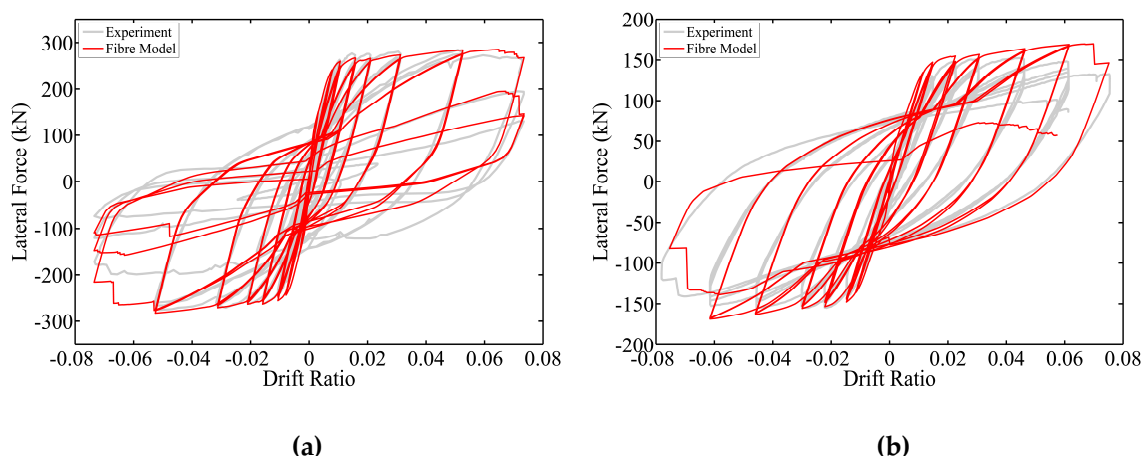 Experiment
Fibre Model
Lateral Force (kN)
300
200
100
0
-100
-200
-300
-0.08 -0.06 -0.04 -0.02 0 0.02 0.04 0.06 0.08
Drift Ratio
(a)
Experiment
Fibre Model
Lateral Force (kN)
200
150
100
50
0
-50
-100
-150
-200
-0.08 -0.06 -0.04 -0.02 0 0.02 0.04 0.06 0.08
Drift Ratio
(b)